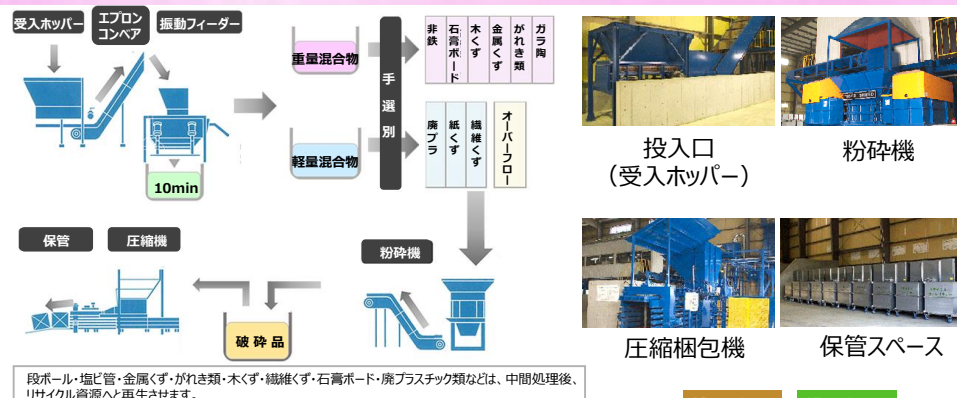 受入ホッパー
エプロン
コンベア
振動フィーダー
重量混合物
軽量混合物
10min
手選別
非鉄
石膏ボード
木くず
金属くず
がれき類
ガラ陶
廃プラ
紙くず
繊維くず
オーバーフロー
保管
圧縮機
粉砕機
破砕品
段ボール・塩ビ管・金属くず・がれき類・木くず・繊維くず・石膏ボード・廃プラスチック類などは、中間処理後、
リサイクル資源へと再生させます。
投入口
（受入ホッパー）
粉砕機
圧縮梱包機
保管スペース